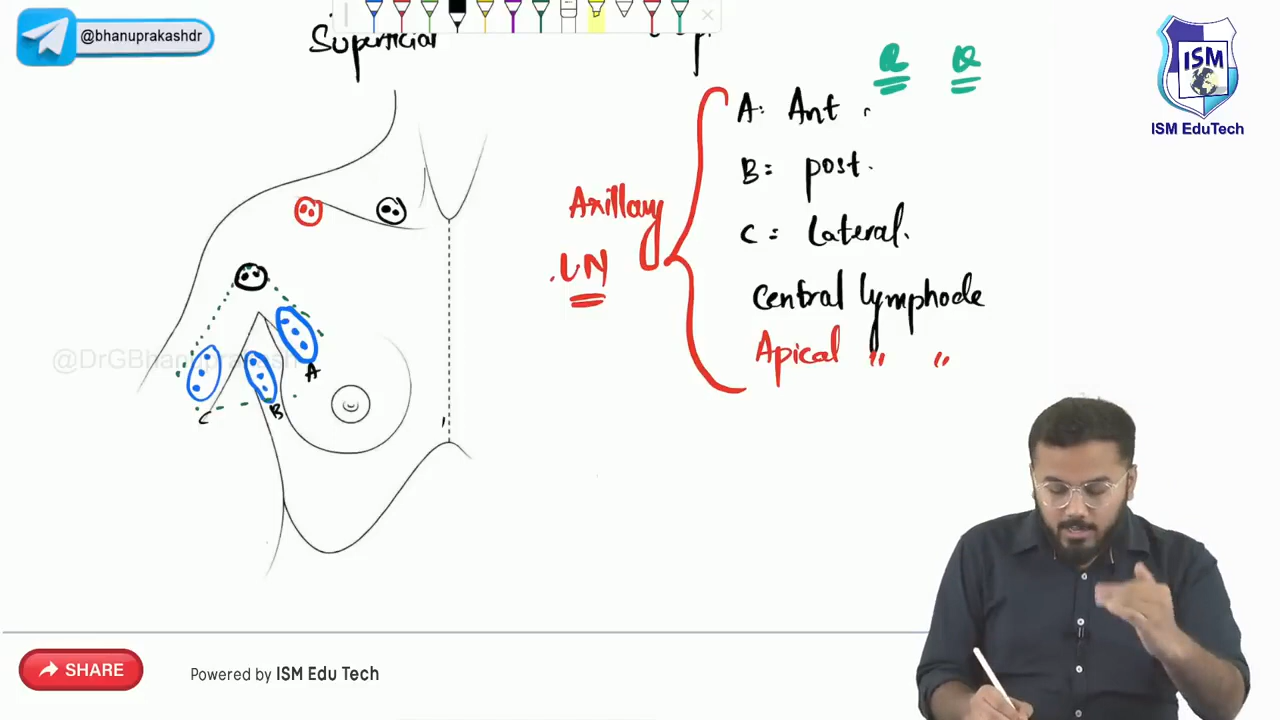 @bhanuprakashdr
Superficial
ISM
ISM EduTech
Q Q
A: Ant
B = post.
C = Lateral.
Central lymphode
Apical " "
Axillary
LN
A
B
C
@DrGBhanuprakash
SHARE
Powered by ISM Edu Tech